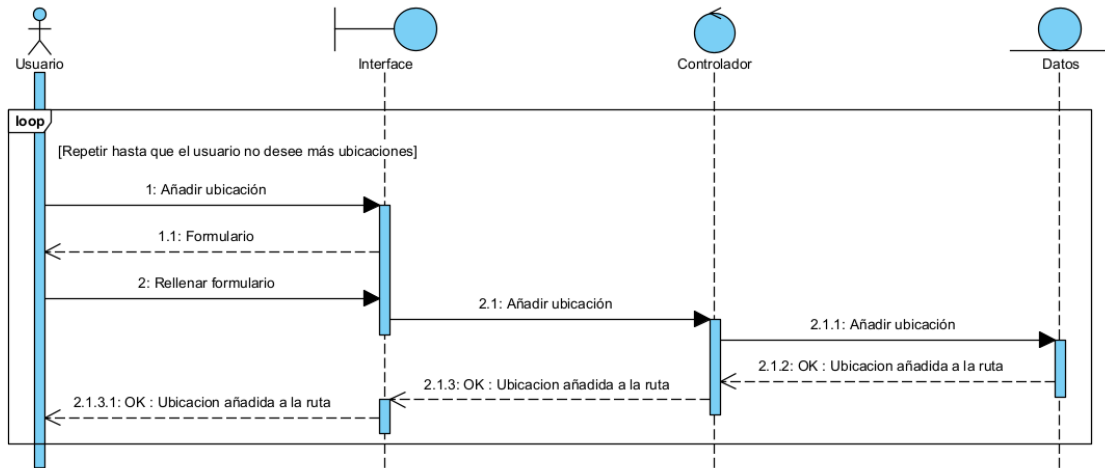 Usuario
Interface
Controlador
Datos
loop
[Repetir hasta que el usuario no desee más ubicaciones]
1: Añadir ubicación
1.1: Formulario
2: Rellenar formulario
2.1: Añadir ubicación
2.1.1: Añadir ubicación
2.1.2: OK : Ubicacion añadida a la ruta
2.1.3: OK : Ubicacion añadida a la ruta
2.1.3.1: OK : Ubicacion añadida a la ruta